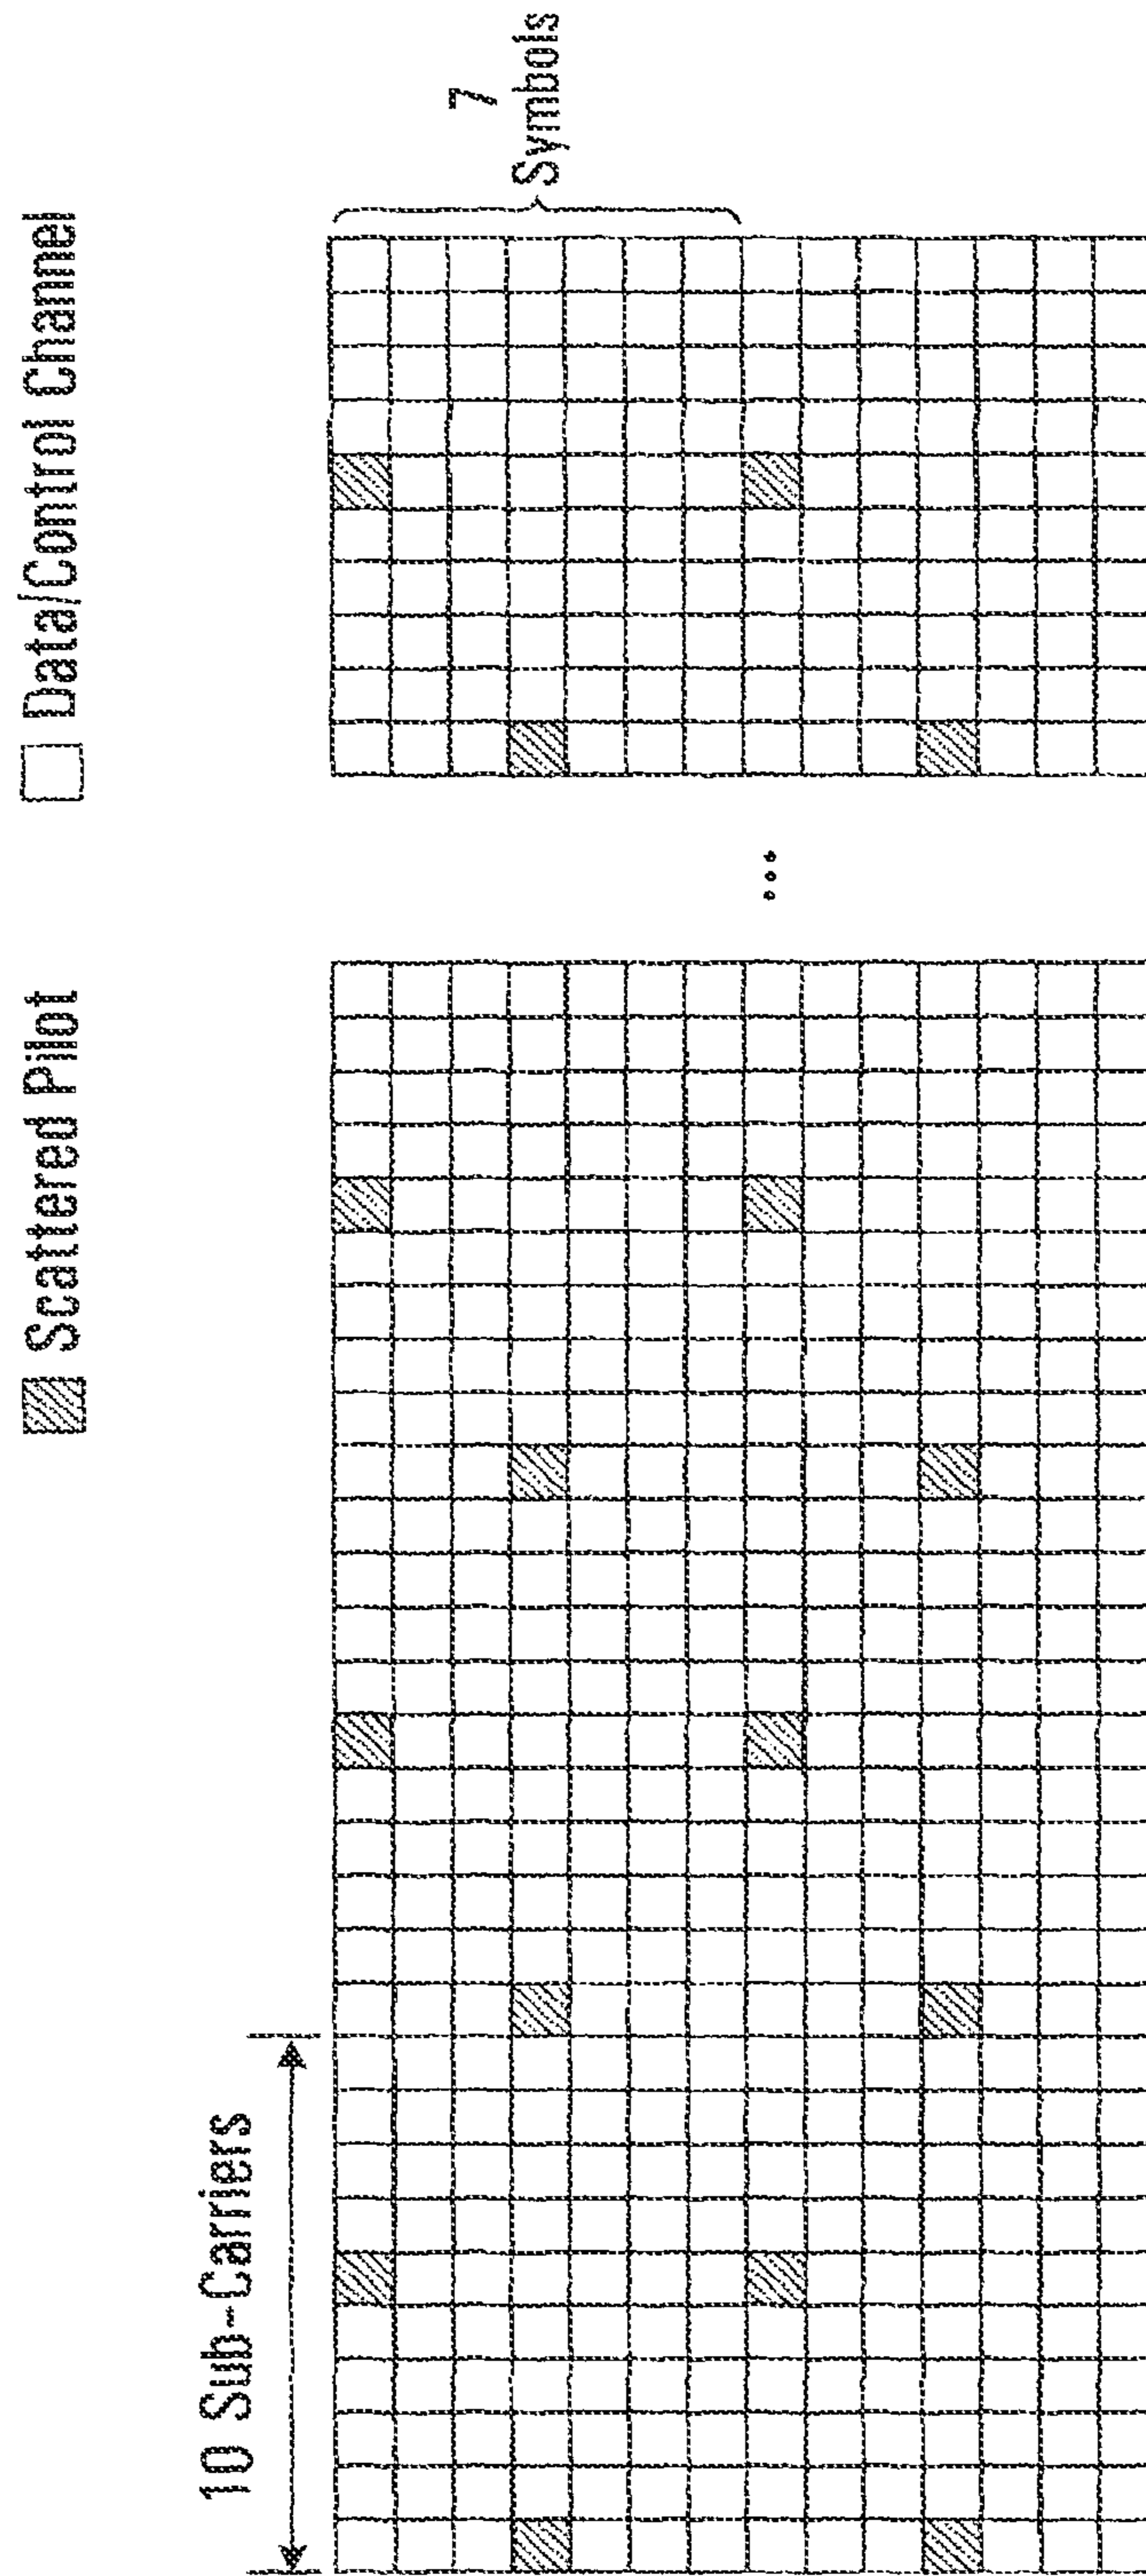 Scattered Pilot
Data/Control Channel
10 Sub-Carriers
7
Symbols
...